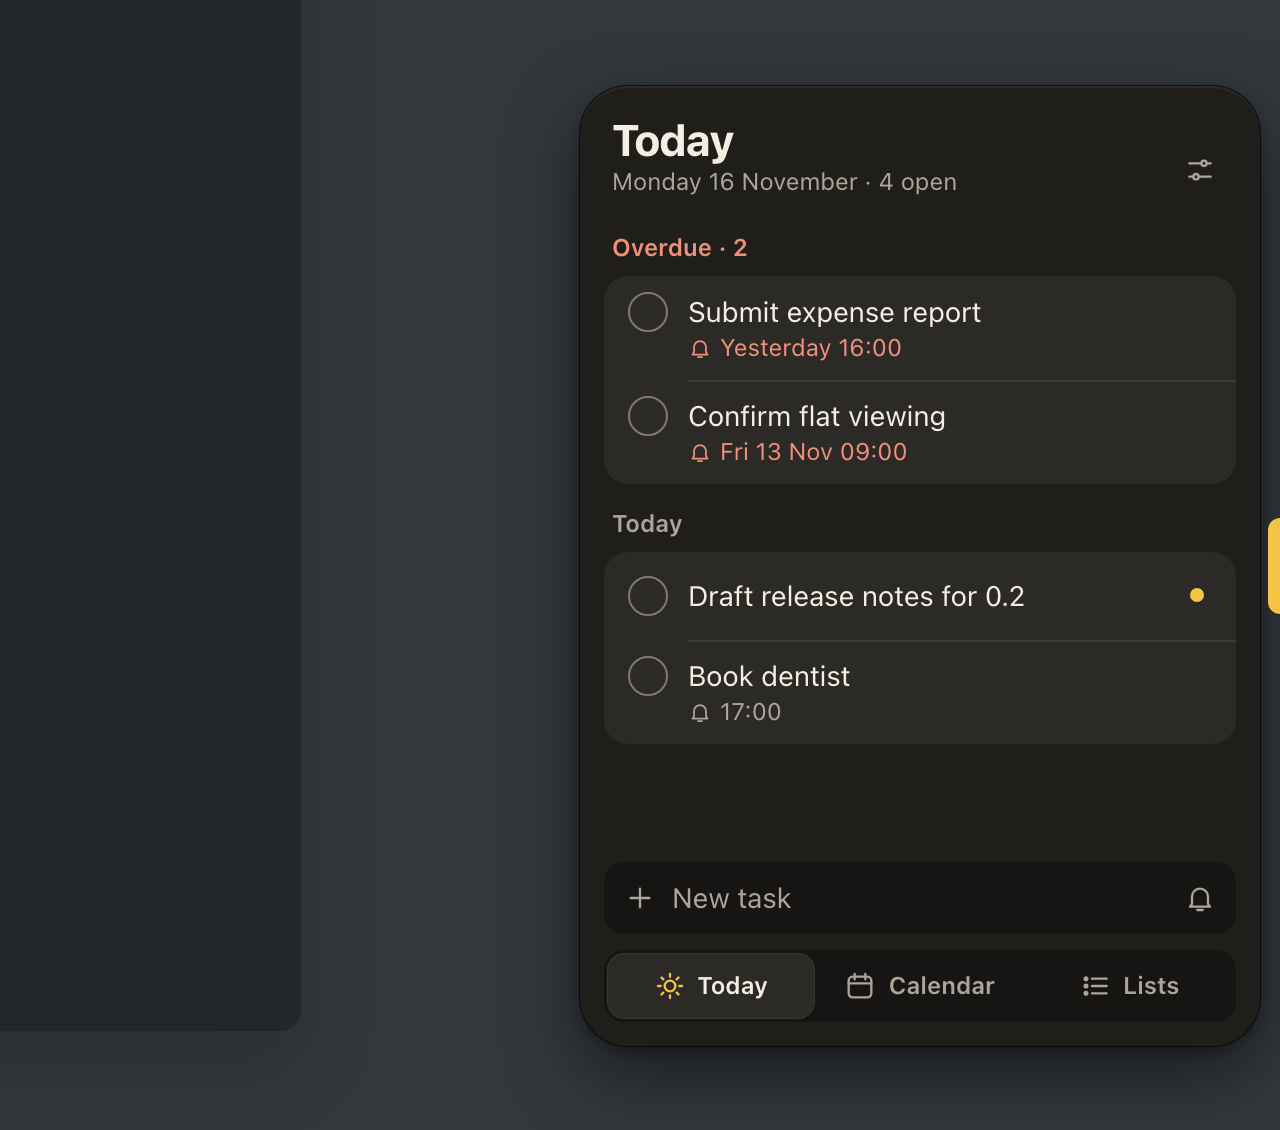 Today
Monday 16 November · 4 open
Overdue · 2
Submit expense report
Yesterday 16:00
Confirm flat viewing
Fri 13 Nov 09:00
Today
Draft release notes for 0.2
Book dentist
17:00
New task
Today
Calendar
Lists